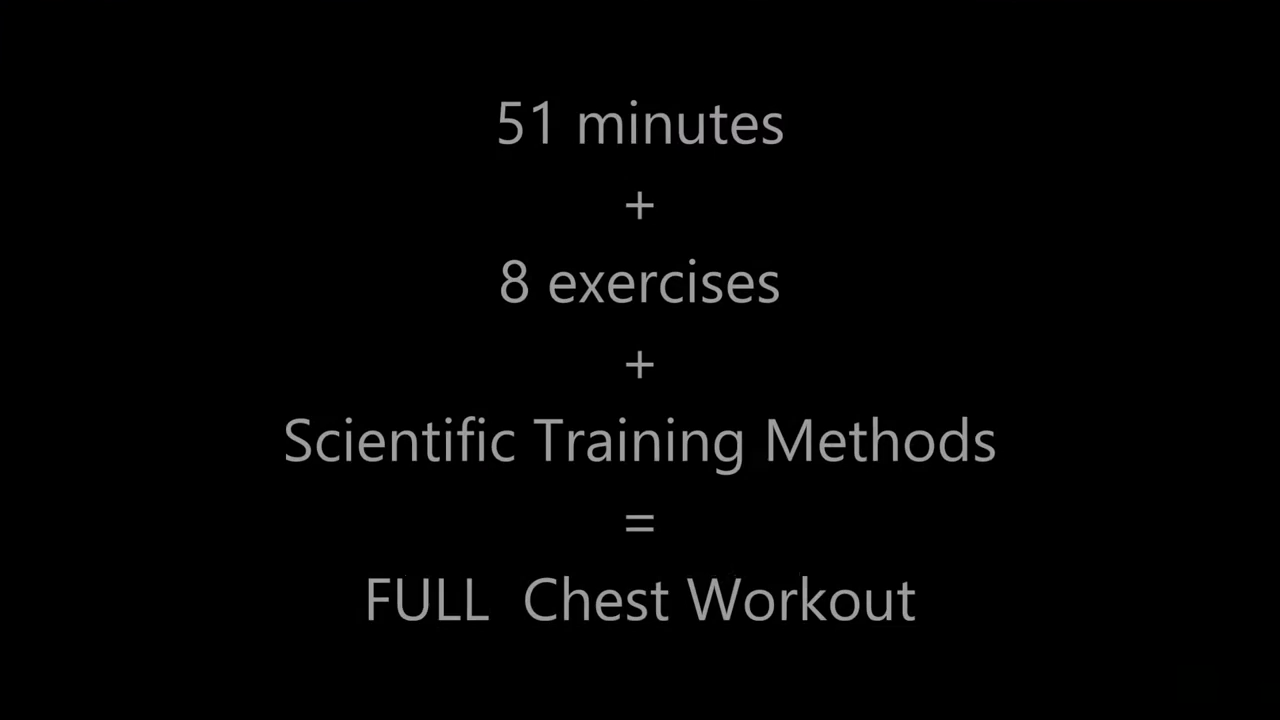 51 minutes
+
8 exercises
+
Scientific Training Methods
=
FULL  Chest Workout